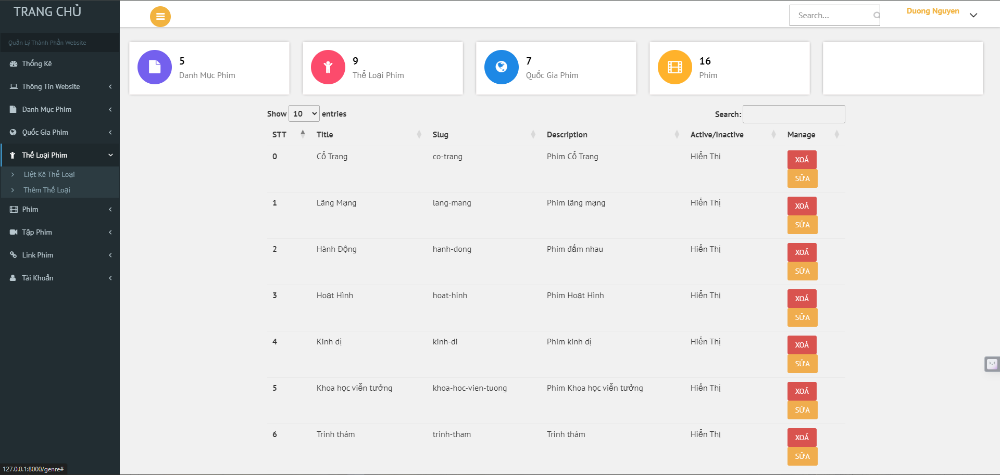 TRANG CHỦ
Search...
Duong Nguyen
Quản Lý Thành Phần Website
Thống Kê
Thông Tin Website
Danh Mục Phim
Quốc Gia Phim
Thể Loại Phim
Liệt Kê Thể Loại
Thêm Thể Loại
Phim
Tập Phim
Link Phim
Tài Khoản
5
Danh Mục Phim
9
Thể Loại Phim
7
Quốc Gia Phim
16
Phim
Show 10 entries
Search:
STT Title Slug Description Active/Inactive Manage
0 Cổ Trang co-trang Phim Cổ Trang Hiển Thị XOÁ
SỬA
1 Lãng Mạng lang-mang Phim lãng mạng Hiển Thị XOÁ
SỬA
2 Hành Động hanh-dong Phim đấm nhau Hiển Thị XOÁ
SỬA
3 Hoạt Hình hoat-hinh Phim Hoạt Hình Hiển Thị XOÁ
SỬA
4 Kinh dị kinh-di Phim kinh dị Hiển Thị XOÁ
SỬA
5 Khoa học viễn tưởng khoa-hoc-vien-tuong Phim Khoa học viễn tưởng Hiển Thị XOÁ
SỬA
6 Trinh thám trinh-tham Trinh thám Hiển Thị XOÁ
SỬA
127.0.0.1:8000/genre#